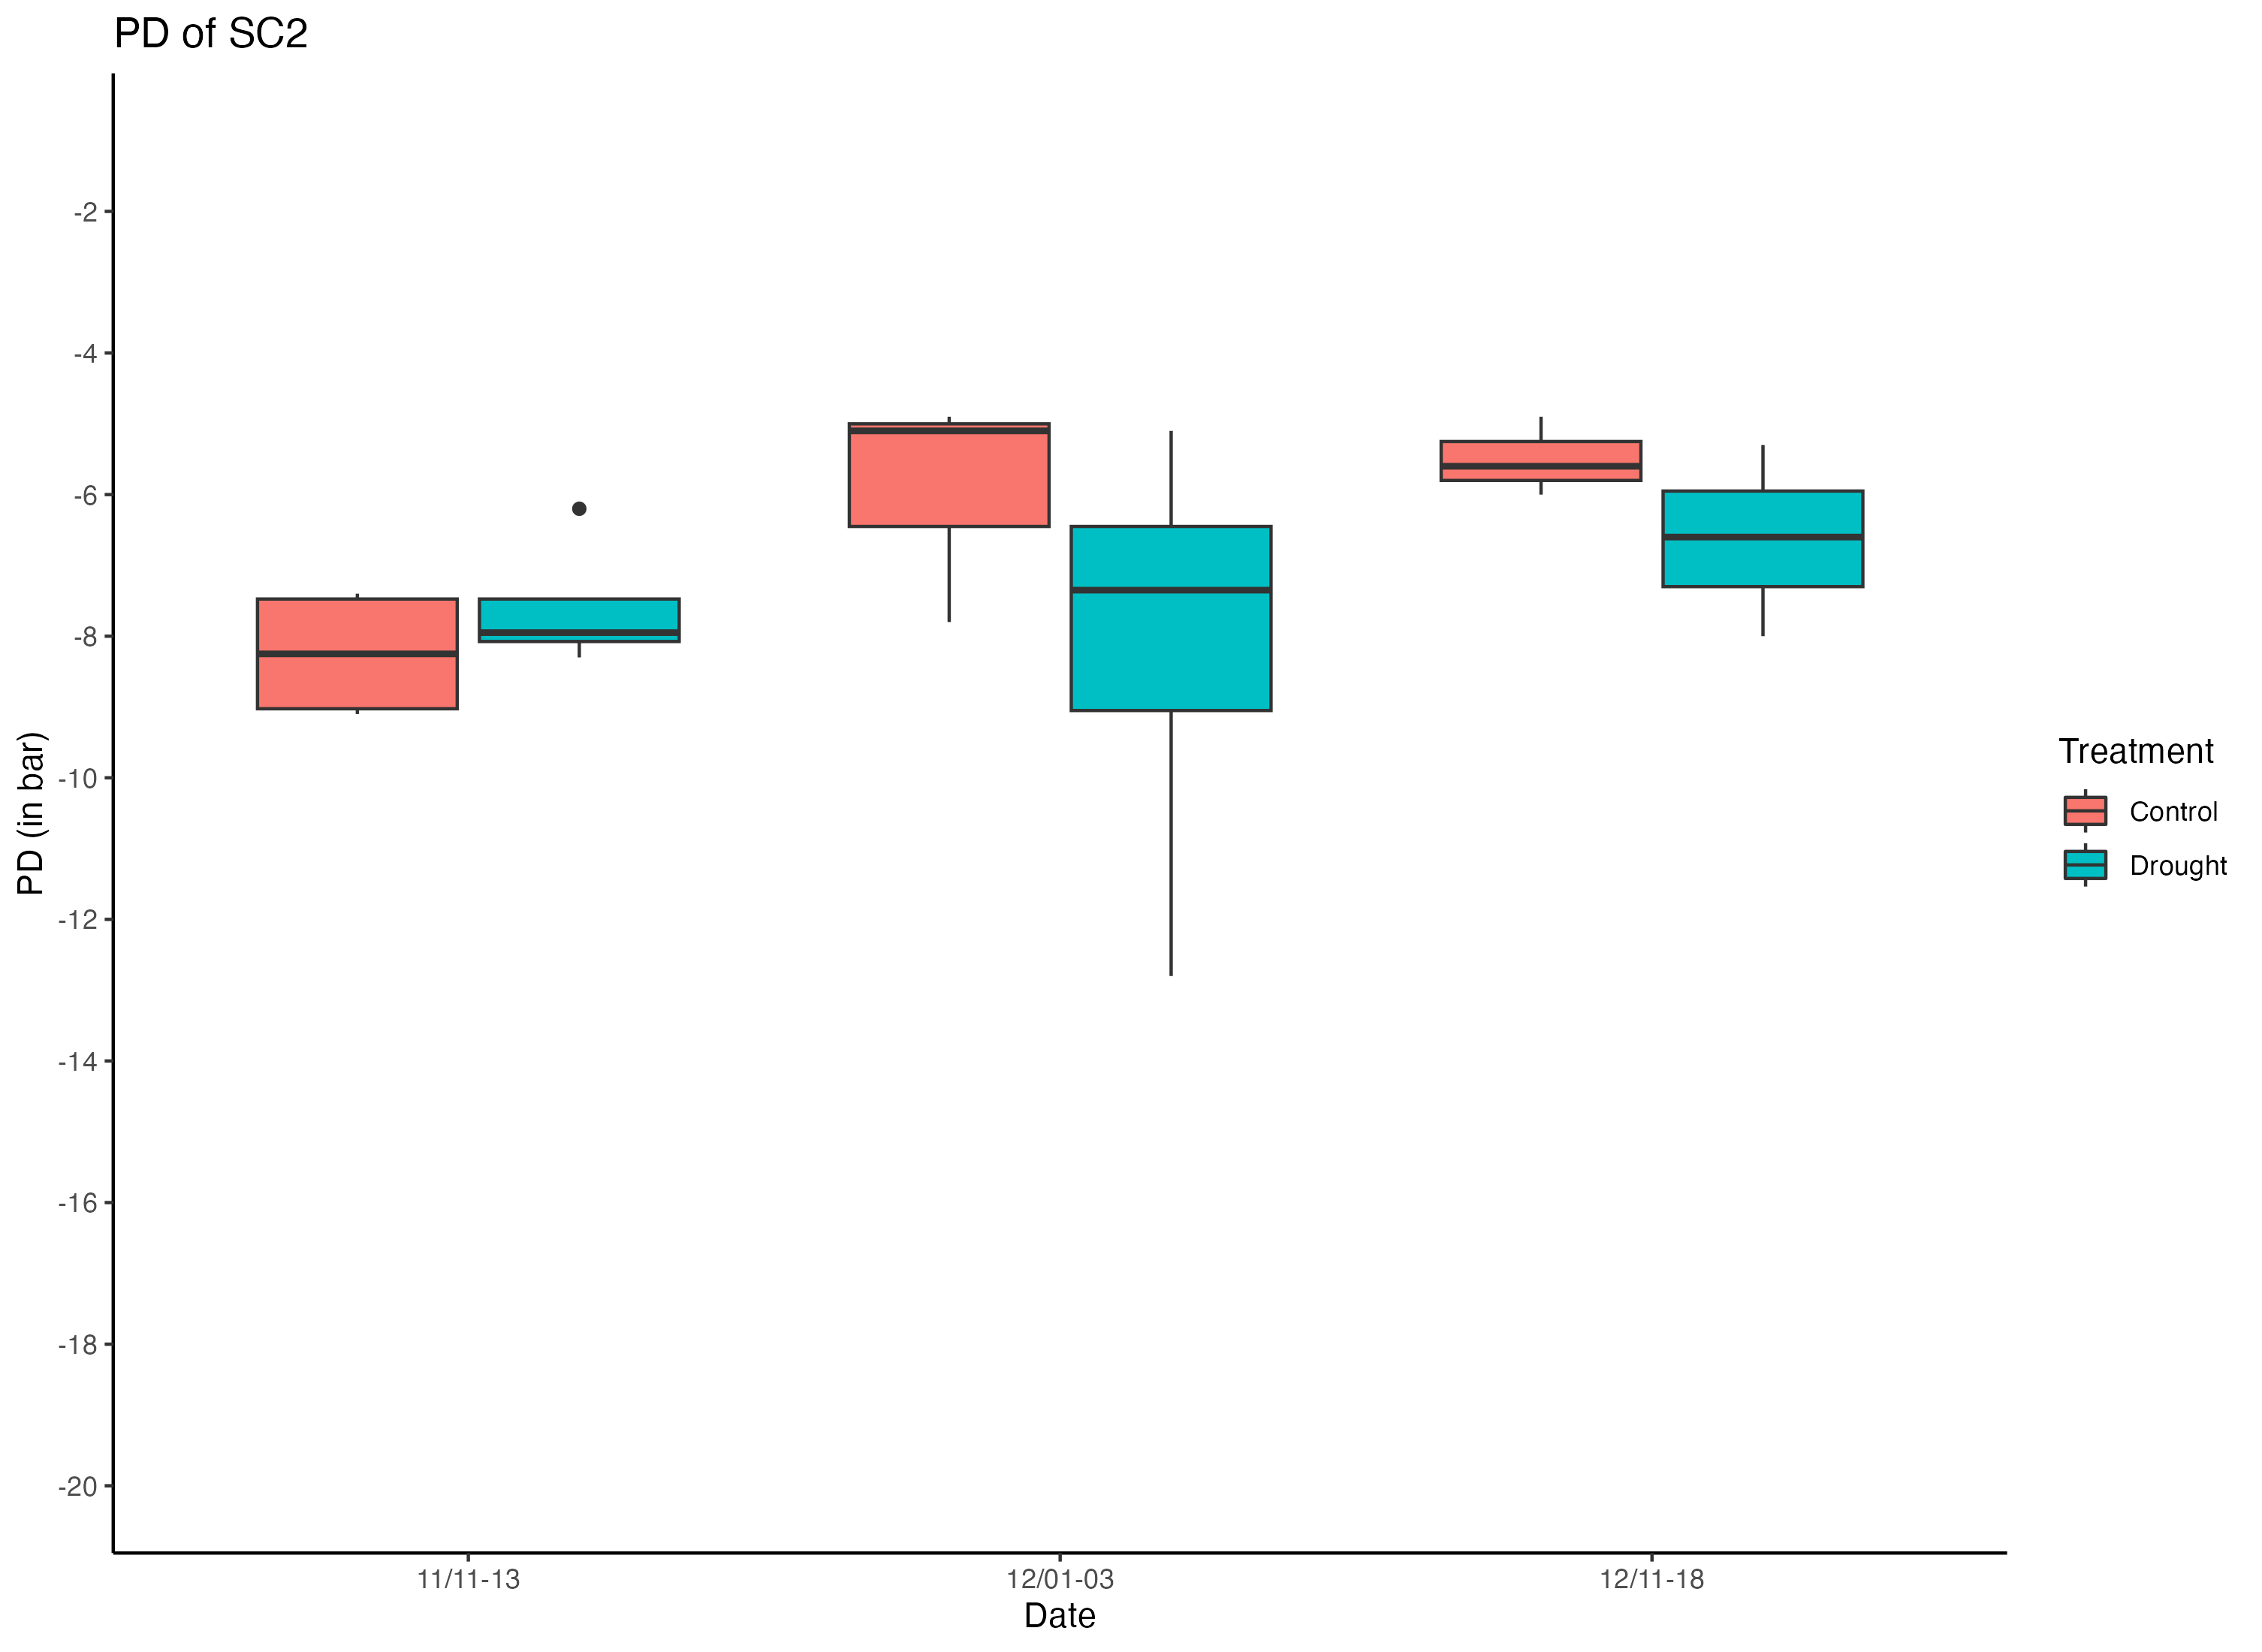 PD of SC2
PD (in bar)
-2
-4
-6
-8
-10
-12
-14
-16
-18
-20
11/11-13
12/01-03
12/11-18
Date
Treatment
Control
Drought